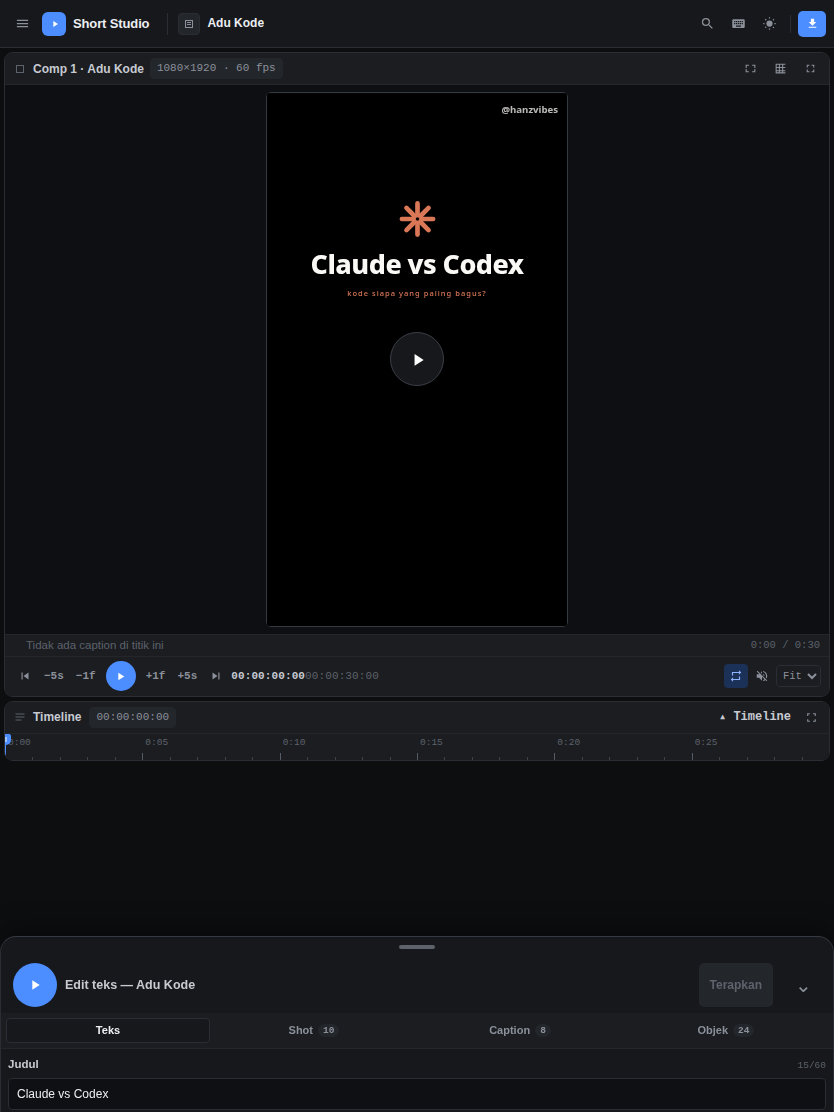 Short Studio
Adu Kode
Comp 1 · Adu Kode
1080×1920 · 60 fps
@hanzvibes
Claude vs Codex
kode siapa yang paling bagus?
Tidak ada caption di titik ini
0:00 / 0:30
−5s
−1f
+1f
+5s
00:00:00:00
00:00:30:00
Fit
Timeline
00:00:00:00
▲ Timeline
0:05
0:10
0:15
0:20
0:25
Edit teks — Adu Kode
Terapkan
Teks
Shot 10
Caption 8
Objek 24
Judul
15/60
Claude vs Codex